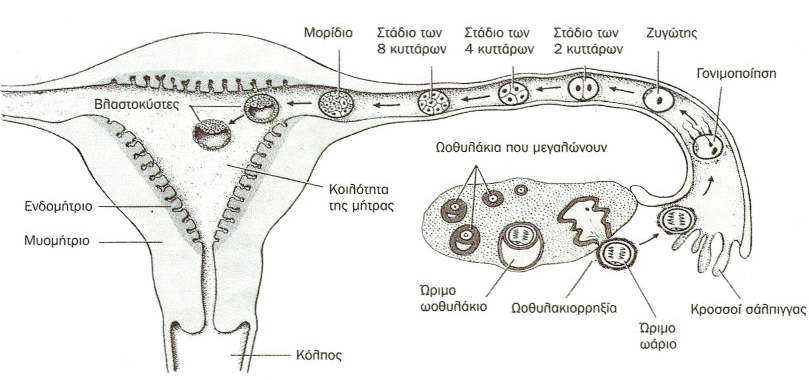 Μορίδιο
Στάδιο των
8 κυττάρων
Στάδιο των
4 κυττάρων
Στάδιο των
2 κυττάρων
Ζυγώτης
Γονιμοποίηση
Βλαστοκύστες
Ωοθυλάκια που μεγαλώνουν
Κοιλότητα
της μήτρας
Ενδομήτριο
Μυομήτριο
Ώριμο
ωοθυλάκιο
Ωοθυλακιορρηξία
Ώριμο
ωάριο
Κροσσοί σάλπιγγας
Κόλπος